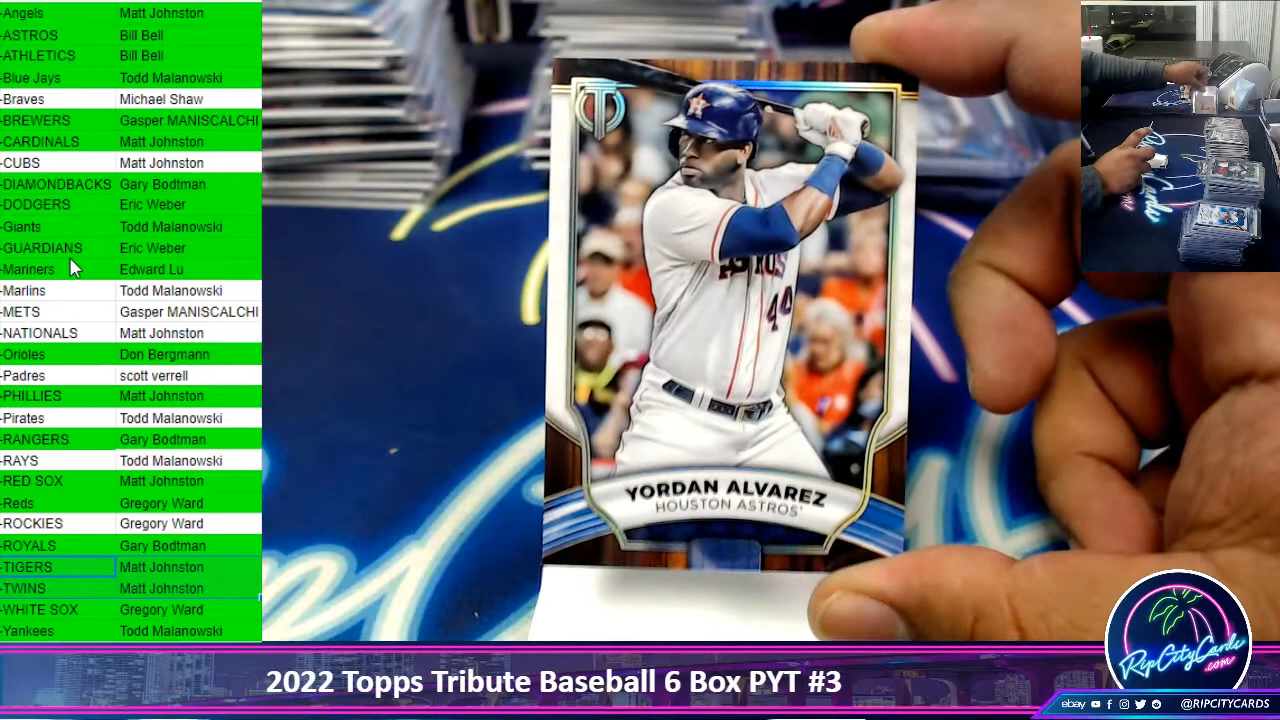 -Angels Matt Johnston
-ASTROS Bill Bell
-ATHLETICS Bill Bell
-Blue Jays Todd Malanowski
-Braves Michael Shaw
-BREWERS Gasper MANISCALCHI
-CARDINALS Matt Johnston
-CUBS Matt Johnston
-DIAMONDBACKS Gary Bodtman
-DODGERS Eric Weber
-Giants Todd Malanowski
-GUARDIANS Eric Weber
-Mariners Edward Lu
-Marlins Todd Malanowski
-METS Gasper MANISCALCHI
-NATIONALS Matt Johnston
-Orioles Don Bergmann
-Padres scott verrell
-PHILLIES Matt Johnston
-Pirates Todd Malanowski
-RANGERS Gary Bodtman
-RAYS Todd Malanowski
-RED SOX Matt Johnston
-Reds Gregory Ward
-ROCKIES Gregory Ward
-ROYALS Gary Bodtman
-TIGERS Matt Johnston
-TWINS Matt Johnston
-WHITE SOX Gregory Ward
-Yankees Todd Malanowski
44
YORDAN ALVAREZ
HOUSTON ASTROS
RipCityCards
.com
2022 Topps Tribute Baseball 6 Box PYT #3
ebay @RIPCITYCARDS